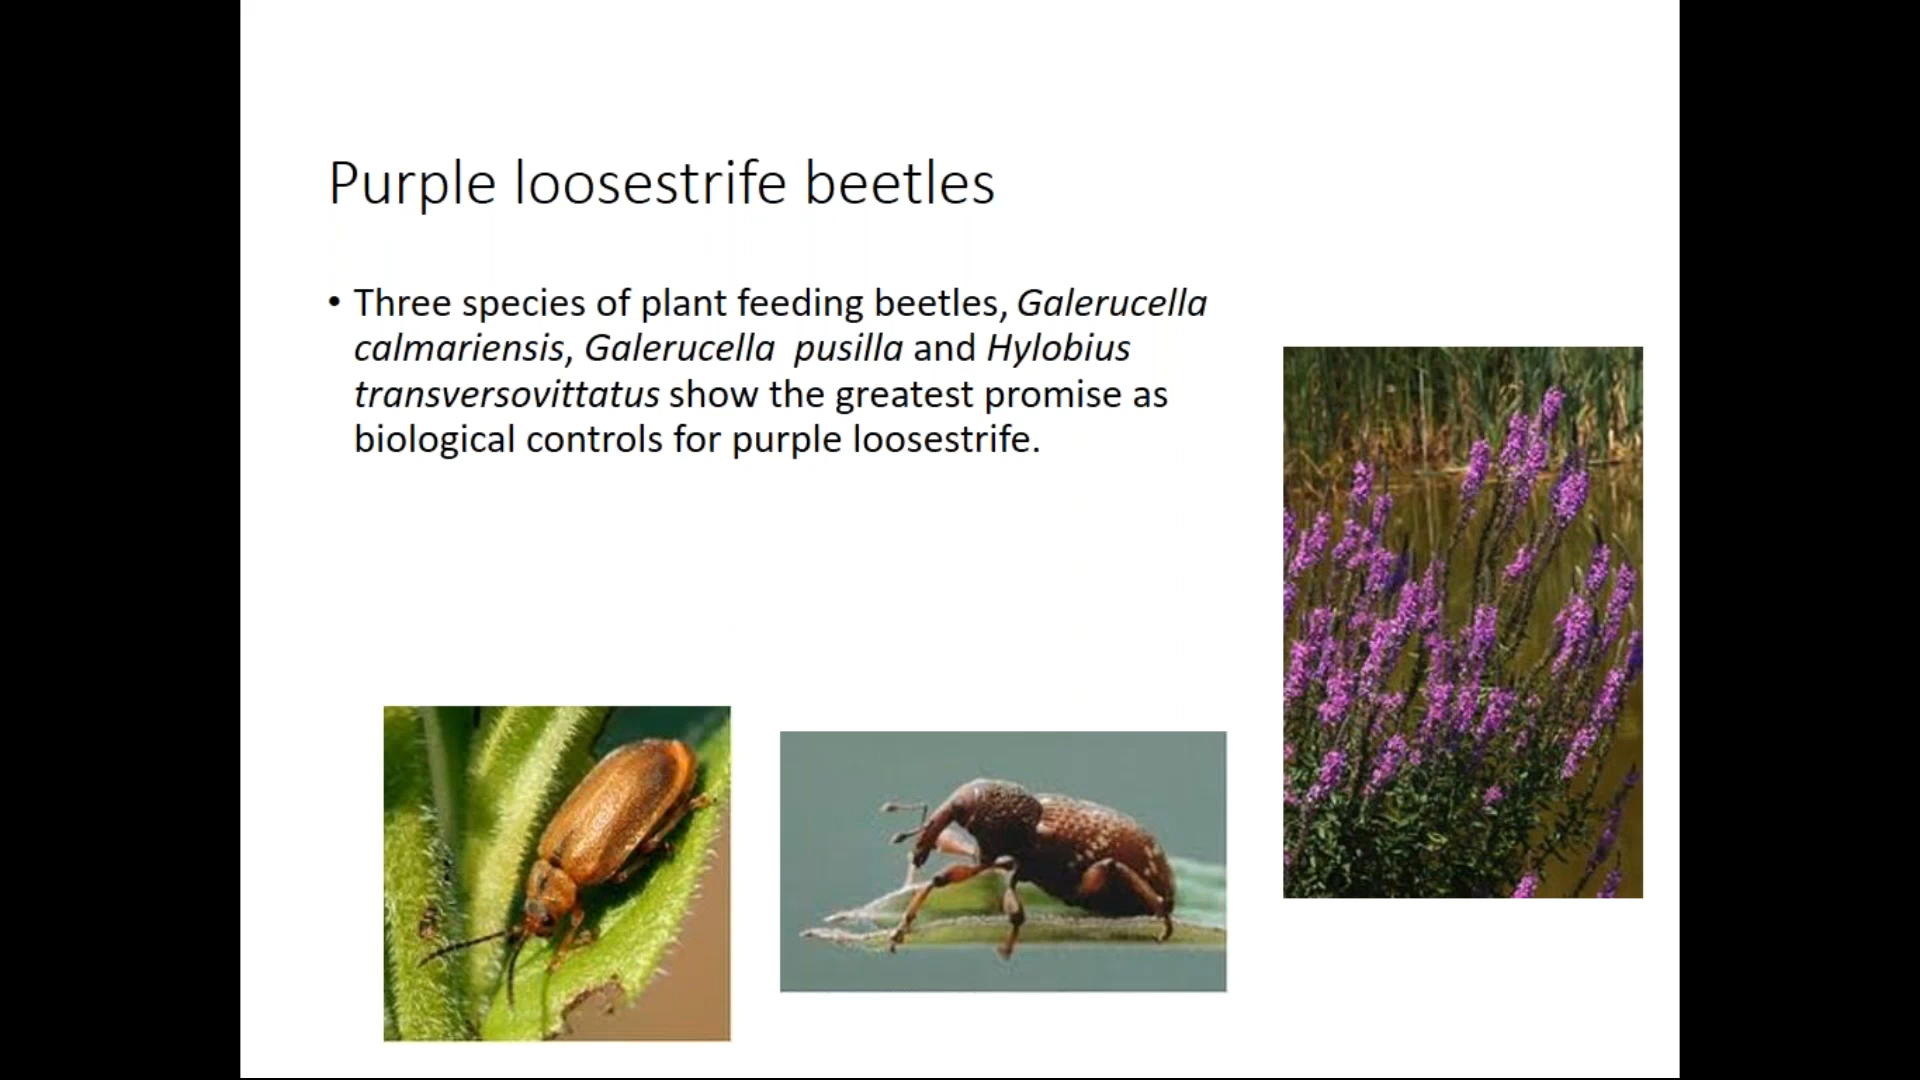 Purple loosestrife beetles
• Three species of plant feeding beetles, Galerucella
calmariensis, Galerucella  pusilla and Hylobius
transversovittatus show the greatest promise as
biological controls for purple loosestrife.